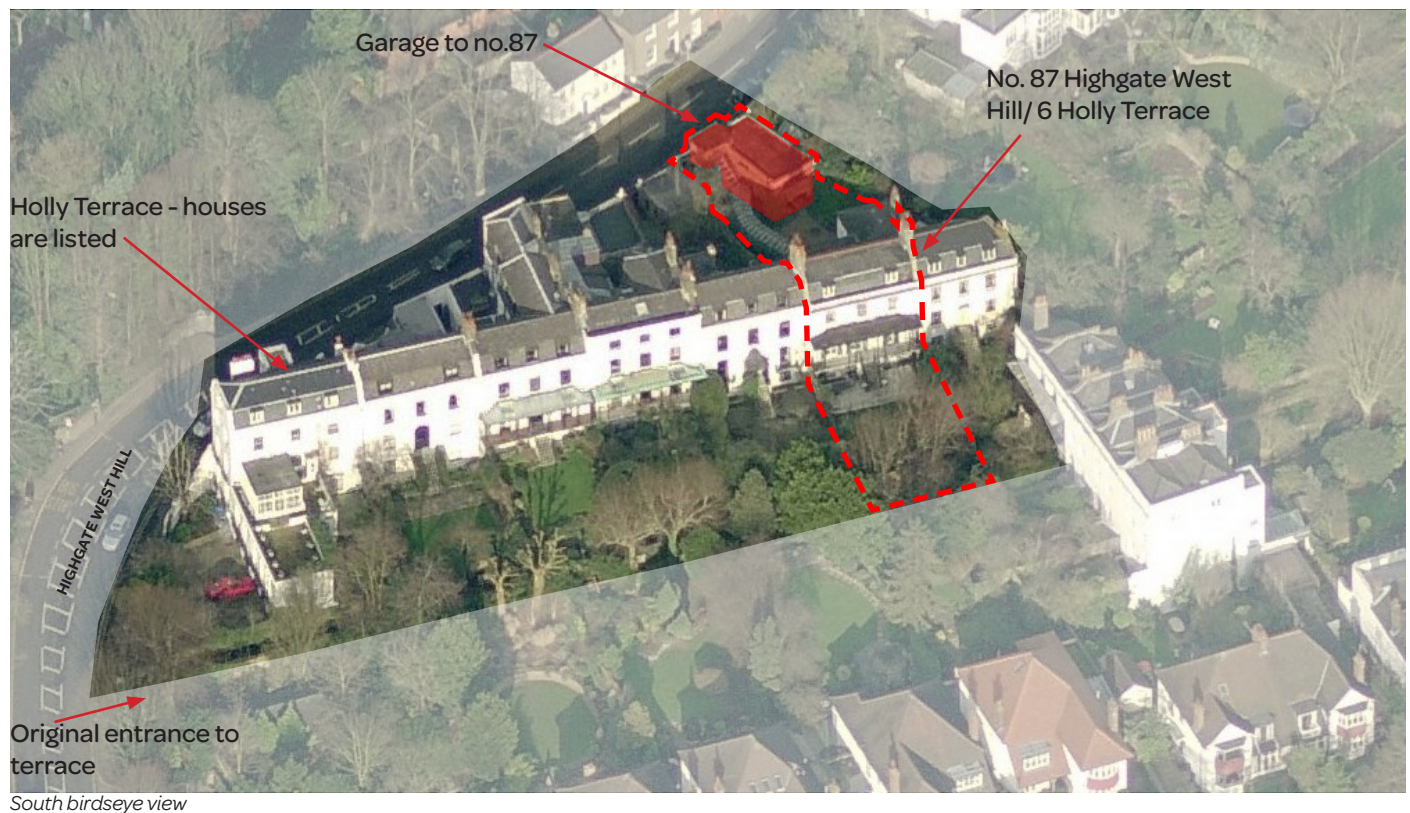 Garage to no.87
No. 87 Highgate West
Hill/ 6 Holly Terrace
Holly Terrace - houses
are listed
HIGHGATE WEST HILL
Original entrance to
terrace
South birdseye view